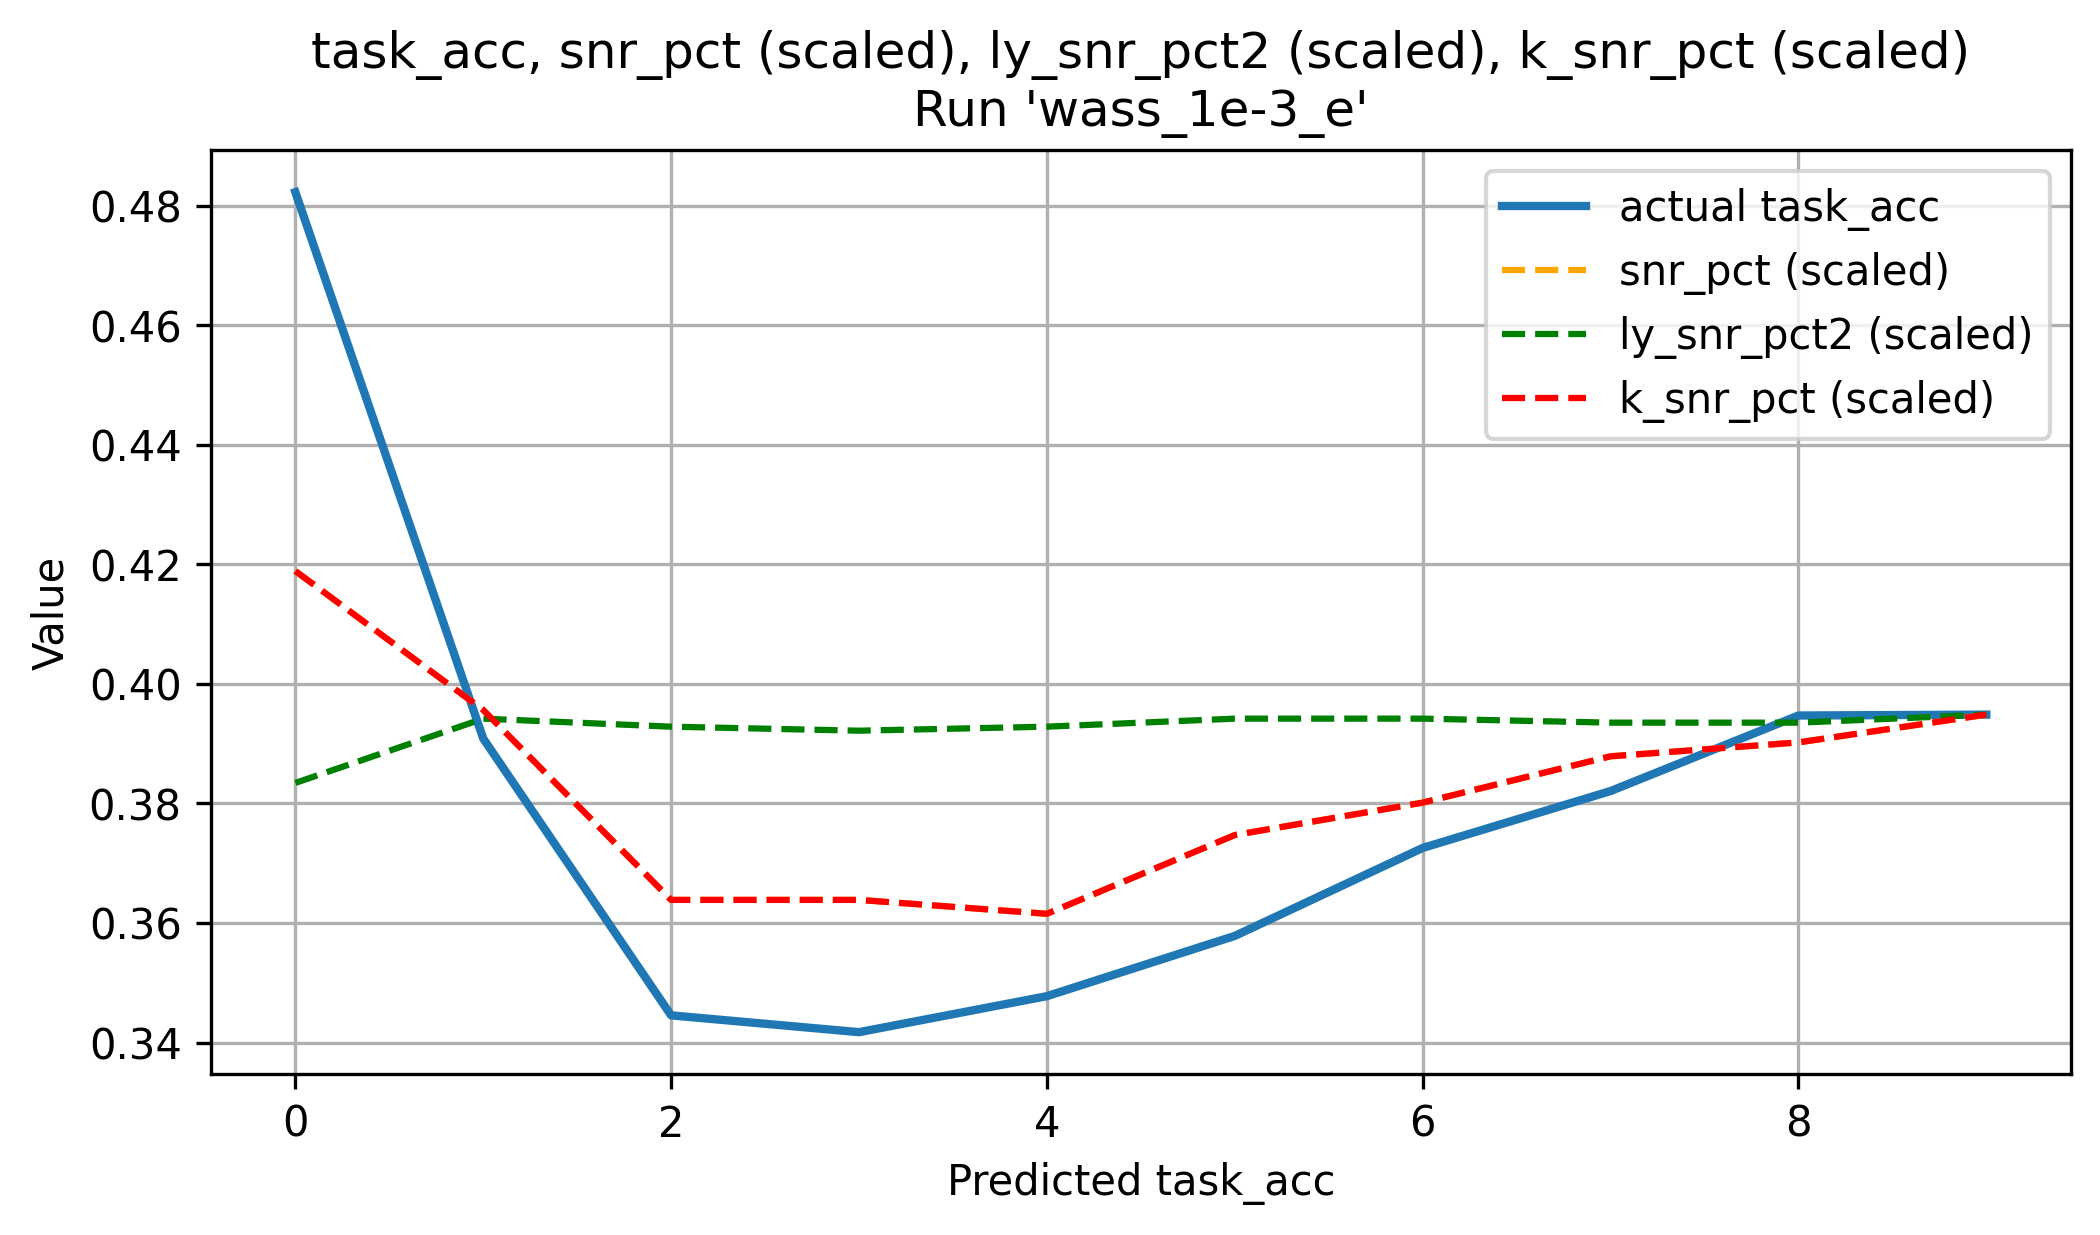 task_acc, snr_pct (scaled), ly_snr_pct2 (scaled), k_snr_pct (scaled)
Run 'wass_1e-3_e'
actual task_acc
snr_pct (scaled)
ly_snr_pct2 (scaled)
k_snr_pct (scaled)
Value
0.48
0.46
0.44
0.42
0.40
0.38
0.36
0.34
0 2 4 6 8
Predicted task_acc